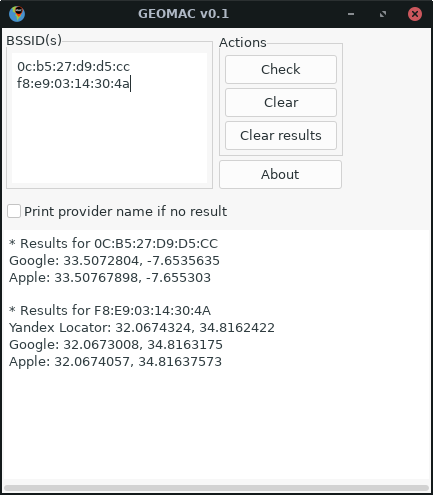 GEOMAC v0.1
BSSID(s)
0c:b5:27:d9:d5:cc
f8:e9:03:14:30:4a
Actions
Check
Clear
Clear results
About
Print provider name if no result
* Results for 0C:B5:27:D9:D5:CC
Google: 33.5072804, -7.6535635
Apple: 33.50767898, -7.655303
* Results for F8:E9:03:14:30:4A
Yandex Locator: 32.0674324, 34.8162422
Google: 32.0673008, 34.8163175
Apple: 32.0674057, 34.81637573